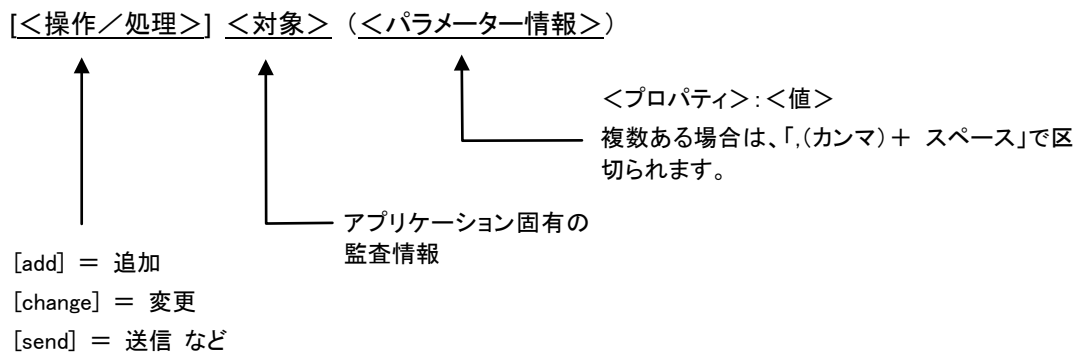 [＜操作／処理＞] ＜対象＞ （＜パラメーター情報＞）
＜プロパティ＞：＜値＞
複数ある場合は、「,(カンマ)＋ スペース」で区
切られます。
アプリケーション固有の
監査情報
[add] ＝ 追加
[change] ＝ 変更
[send] ＝ 送信 など